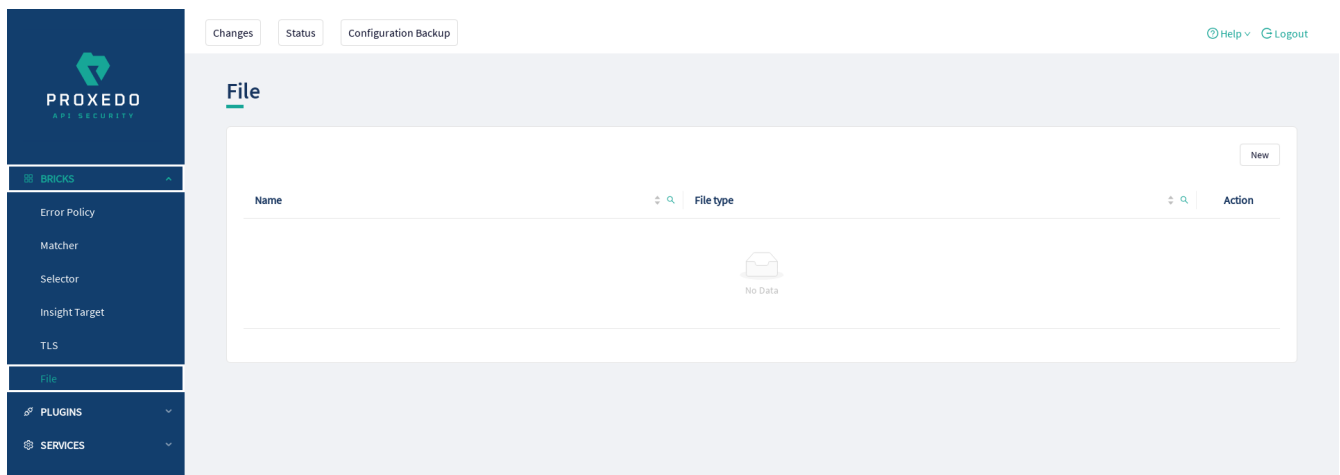 Changes Status Configuration Backup Help Logout
PROXEDO
API SECURITY
File
New
BRICKS
Name File type Action
Error Policy
Matcher
Selector
No Data
Insight Target
TLS
File
PLUGINS
SERVICES